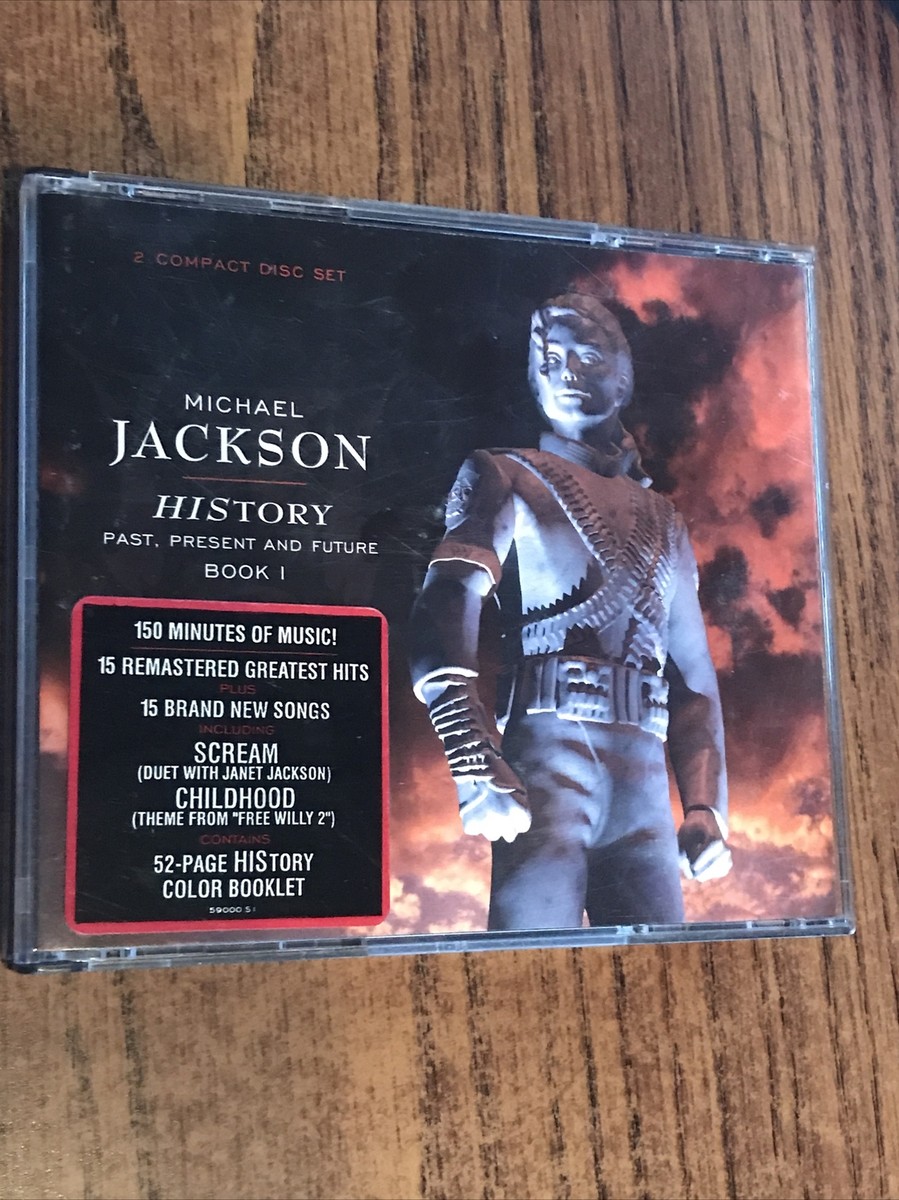 2 COMPACT DISC SET
MICHAEL
JACKSON
HISTORY
PAST, PRESENT AND FUTURE
BOOK I
150 MINUTES OF MUSIC!
15 REMASTERED GREATEST HITS
PLUS
15 BRAND NEW SONGS
INCLUDING
SCREAM
(DUET WITH JANET JACKSON)
CHILDHOOD
(THEME FROM "FREE WILLY 2")
CONTAINS
52-PAGE HISTORY
COLOR BOOKLET
59000 S1